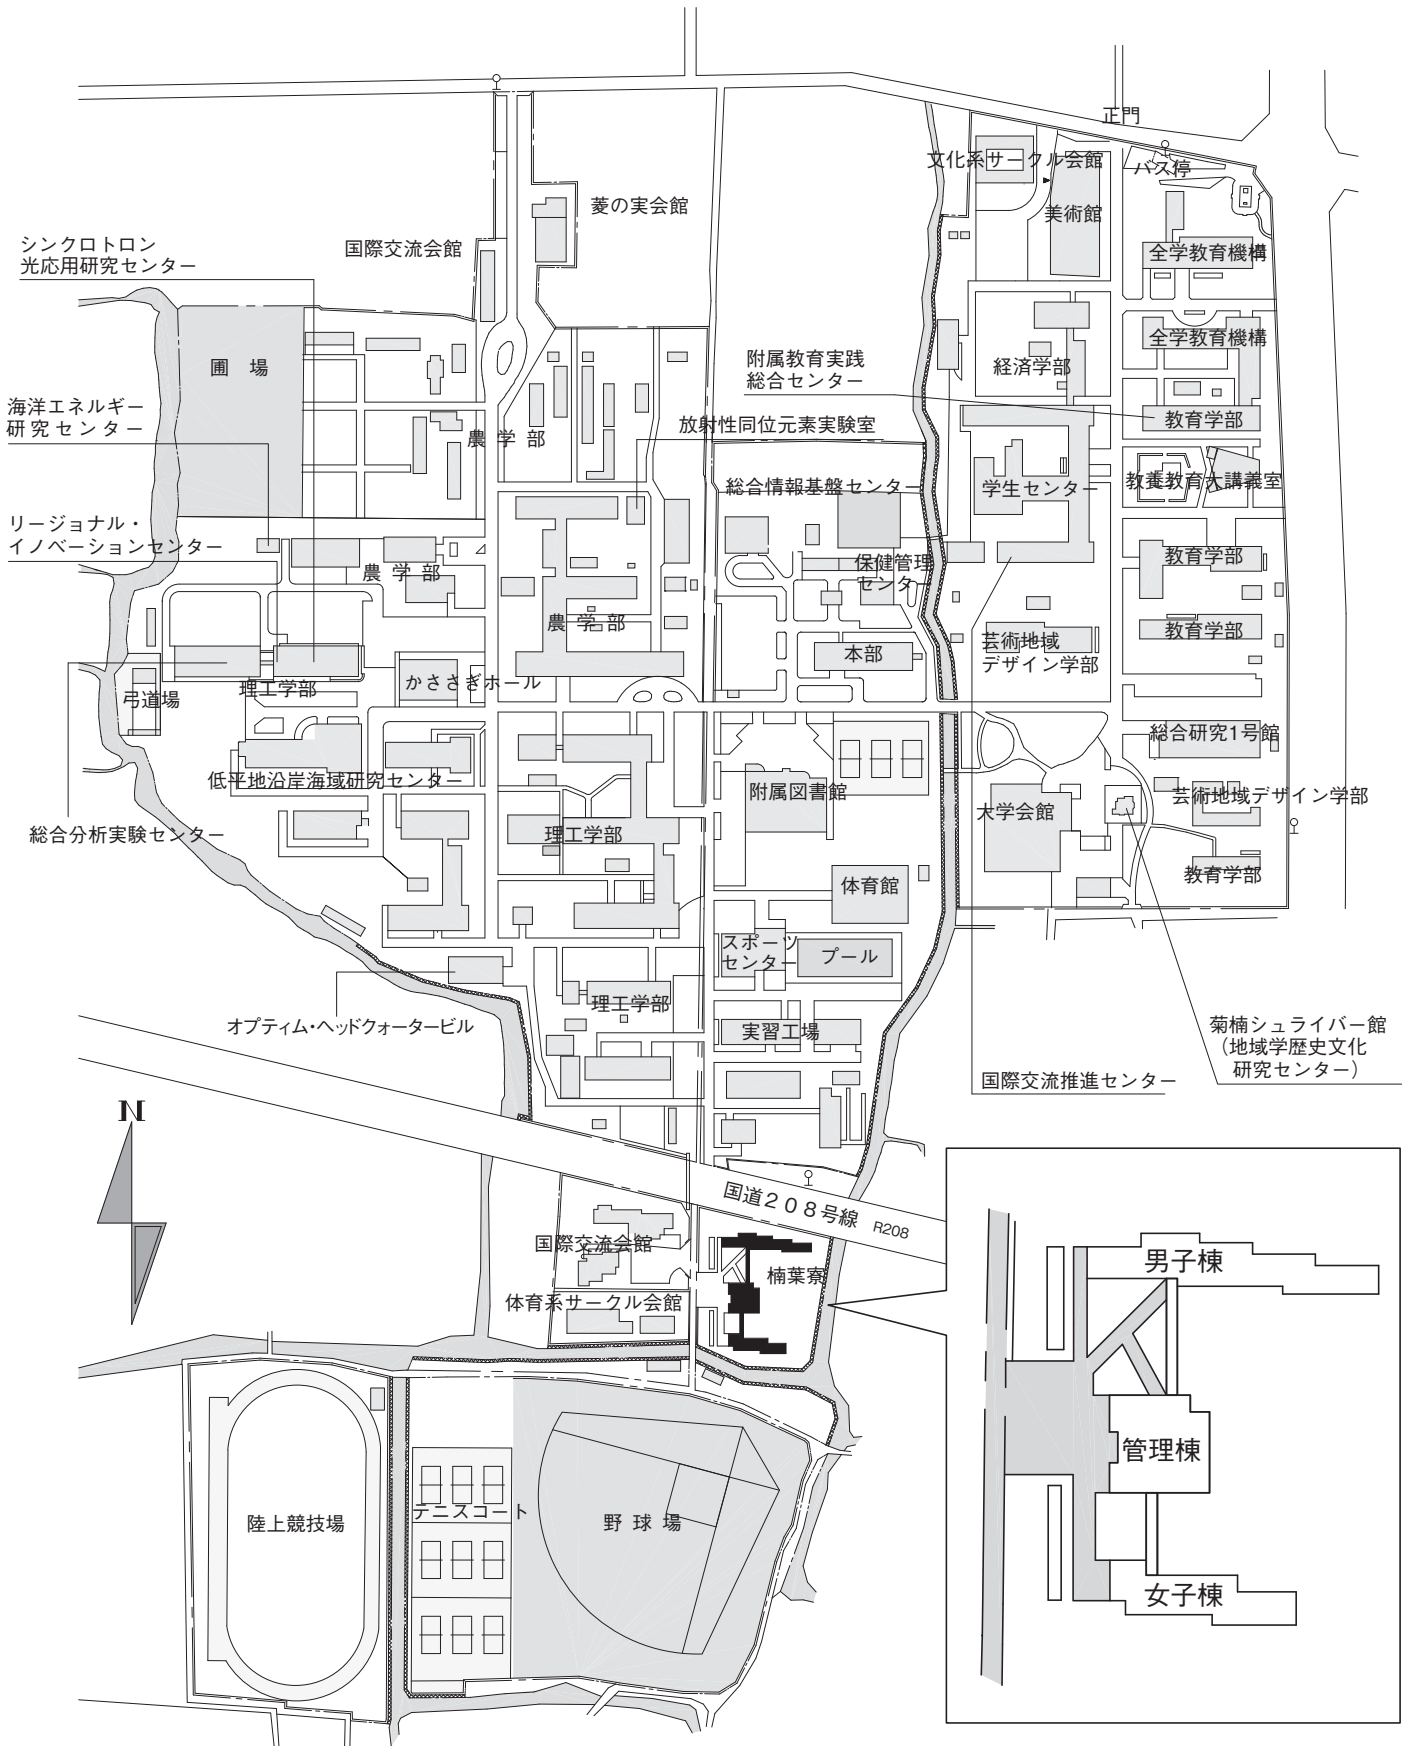 正門
文化系サークル会館
バス停
菱の実会館
美術館
シンクロトロン
光応用研究センター
国際交流会館
全学教育機構
全学教育機構
附属教育実践
総合センター
経済学部
圃 場
海洋エネルギー
研究センター
農 学 部
放射性同位元素実験室
教育学部
総合情報基盤センター
学生センター
教養教育大講義室
リージョナル・
イノベーションセンター
農 学 部
保健管理
センター
教育学部
農 学 部
教育学部
本部
芸術地域
デザイン学部
弓道場
理工学部
かささぎホール
総合研究1号館
低平地沿岸海域研究センター
附属図書館
大学会館
芸術地域デザイン学部
総合分析実験センター
理工学部
体育館
教育学部
スポーツ
センター
プール
理工学部
オプティム・ヘッドクォータービル
実習工場
菊楠シュライバー館
(地域学歴史文化
研究センター)
国際交流推進センター
N
国道208号線 R208
国際交流会館
楠葉寮
体育系サークル会館
男子棟
管理棟
女子棟
陸上競技場
テニスコート
野 球 場